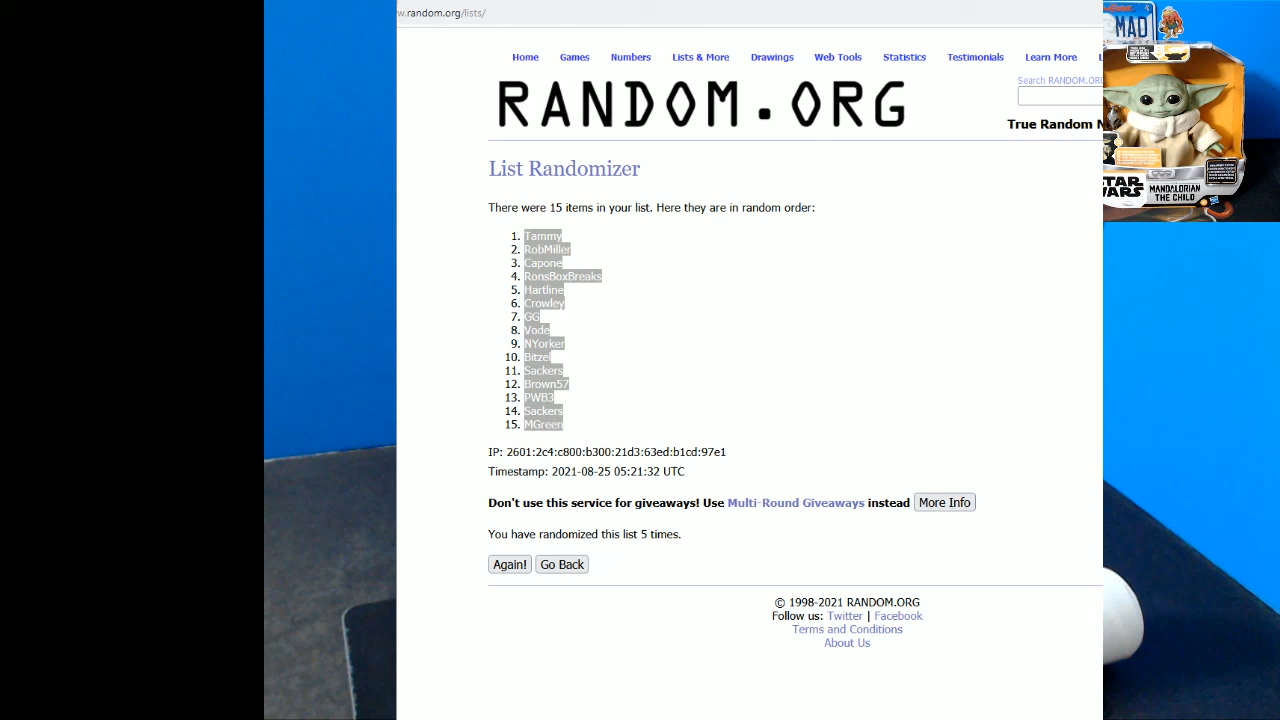 w.random.org/lists/
Home Games Numbers Lists & More Drawings Web Tools Statistics Testimonials Learn More
Search RANDOM.ORG
RANDOM.ORG
True Random
List Randomizer
There were 15 items in your list. Here they are in random order:
1. Tammy
2. RobMiller
3. Capone
4. RonsBoxBreaks
5. Hartline
6. Crowley
7. GG
8. Vode
9. NYorker
10. Bitzel
11. Sackers
12. Brown57
13. PWB3
14. Sackers
15. MGreen
IP: 2601:2c4:c800:b300:21d3:63ed:b1cd:97e1
Timestamp: 2021-08-25 05:21:32 UTC
Don't use this service for giveaways! Use Multi-Round Giveaways instead More Info
You have randomized this list 5 times.
Again! Go Back
© 1998-2021 RANDOM.ORG
Follow us: Twitter | Facebook
Terms and Conditions
About Us
MAD
STAR
WARS
MANDALORIAN
THE CHILD